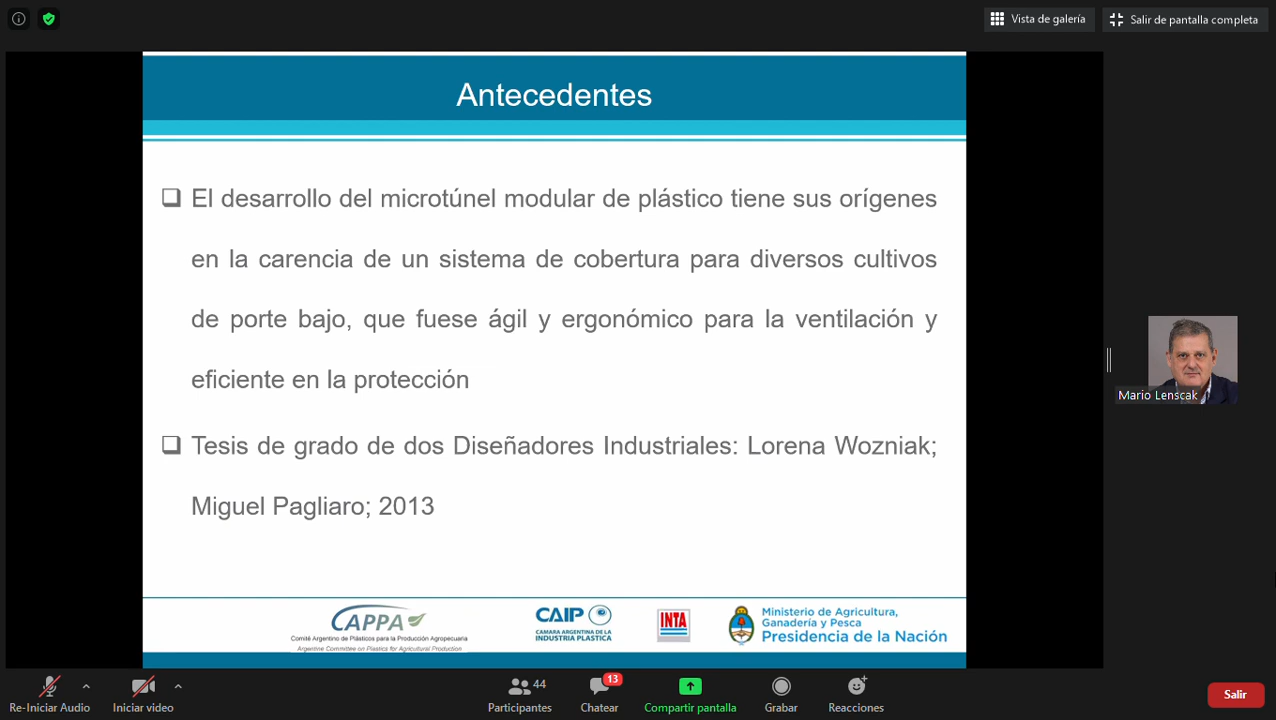 Vista de galería
Salir de pantalla completa
Antecedentes
El desarrollo del microtúnel modular de plástico tiene sus orígenes
en la carencia de un sistema de cobertura para diversos cultivos
de porte bajo, que fuese ágil y ergonómico para la ventilación y
eficiente en la protección
Tesis de grado de dos Diseñadores Industriales: Lorena Wozniak;
Miguel Pagliaro; 2013
Mario Lenscak
CAPPA
Comité Argentino de Plásticos para la Producción Agropecuaria
Argentine Committee on Plastics for Agricultural Production
CAIP
CAMARA ARGENTINA DE LA
INDUSTRIA PLASTICA
INTA
Ministerio de Agricultura,
Ganadería y Pesca
Presidencia de la Nación
Re-Iniciar Audio
Iniciar video
44
Participantes
13
Chatear
Compartir pantalla
Grabar
Reacciones
Salir